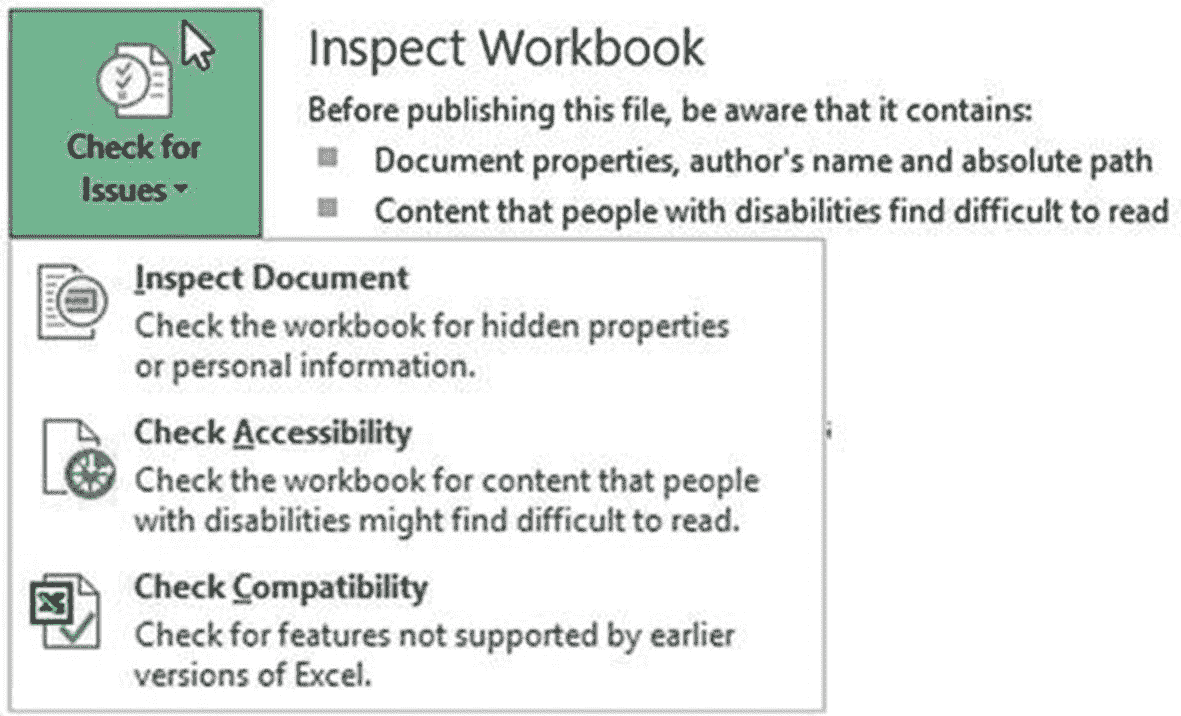 Check for
Issues
Inspect Workbook
Before publishing this file, be aware that it contains:
Document properties, author's name and absolute path
Content that people with disabilities find difficult to read
Inspect Document
Check the workbook for hidden properties
or personal information.
Check Accessibility
Check the workbook for content that people
with disabilities might find difficult to read.
Check Compatibility
Check for features not supported by earlier
versions of Excel.